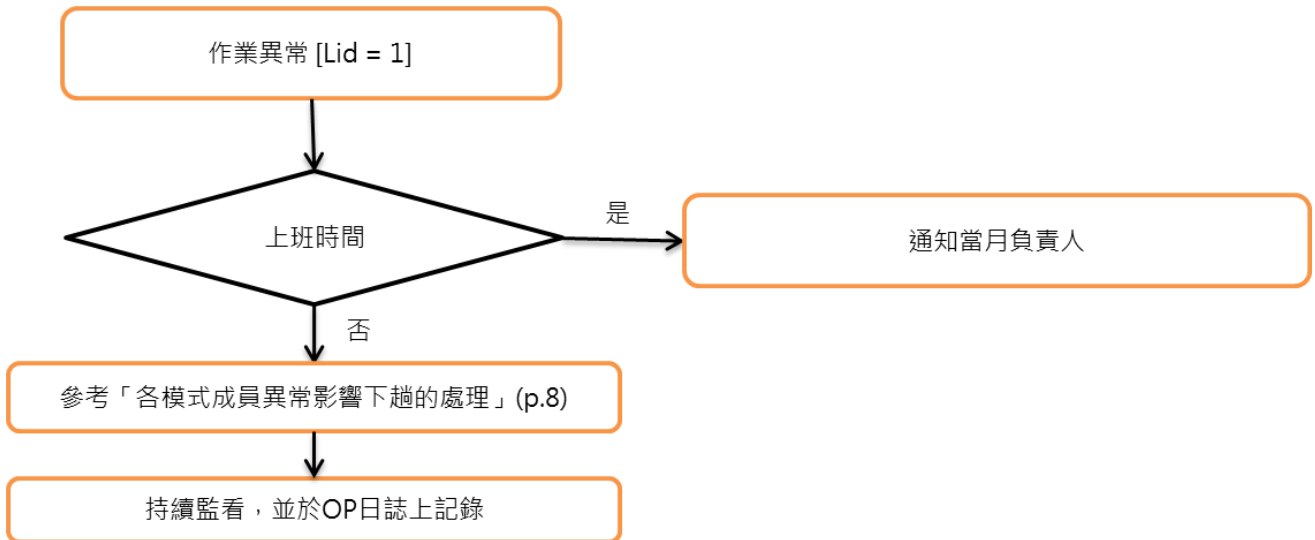 作業異常 [Lid = 1]
上班時間
是
通知當月負責人
否
參考「各模式成員異常影響下趟的處理」(p.8)
持續監看，並於OP日誌上記錄